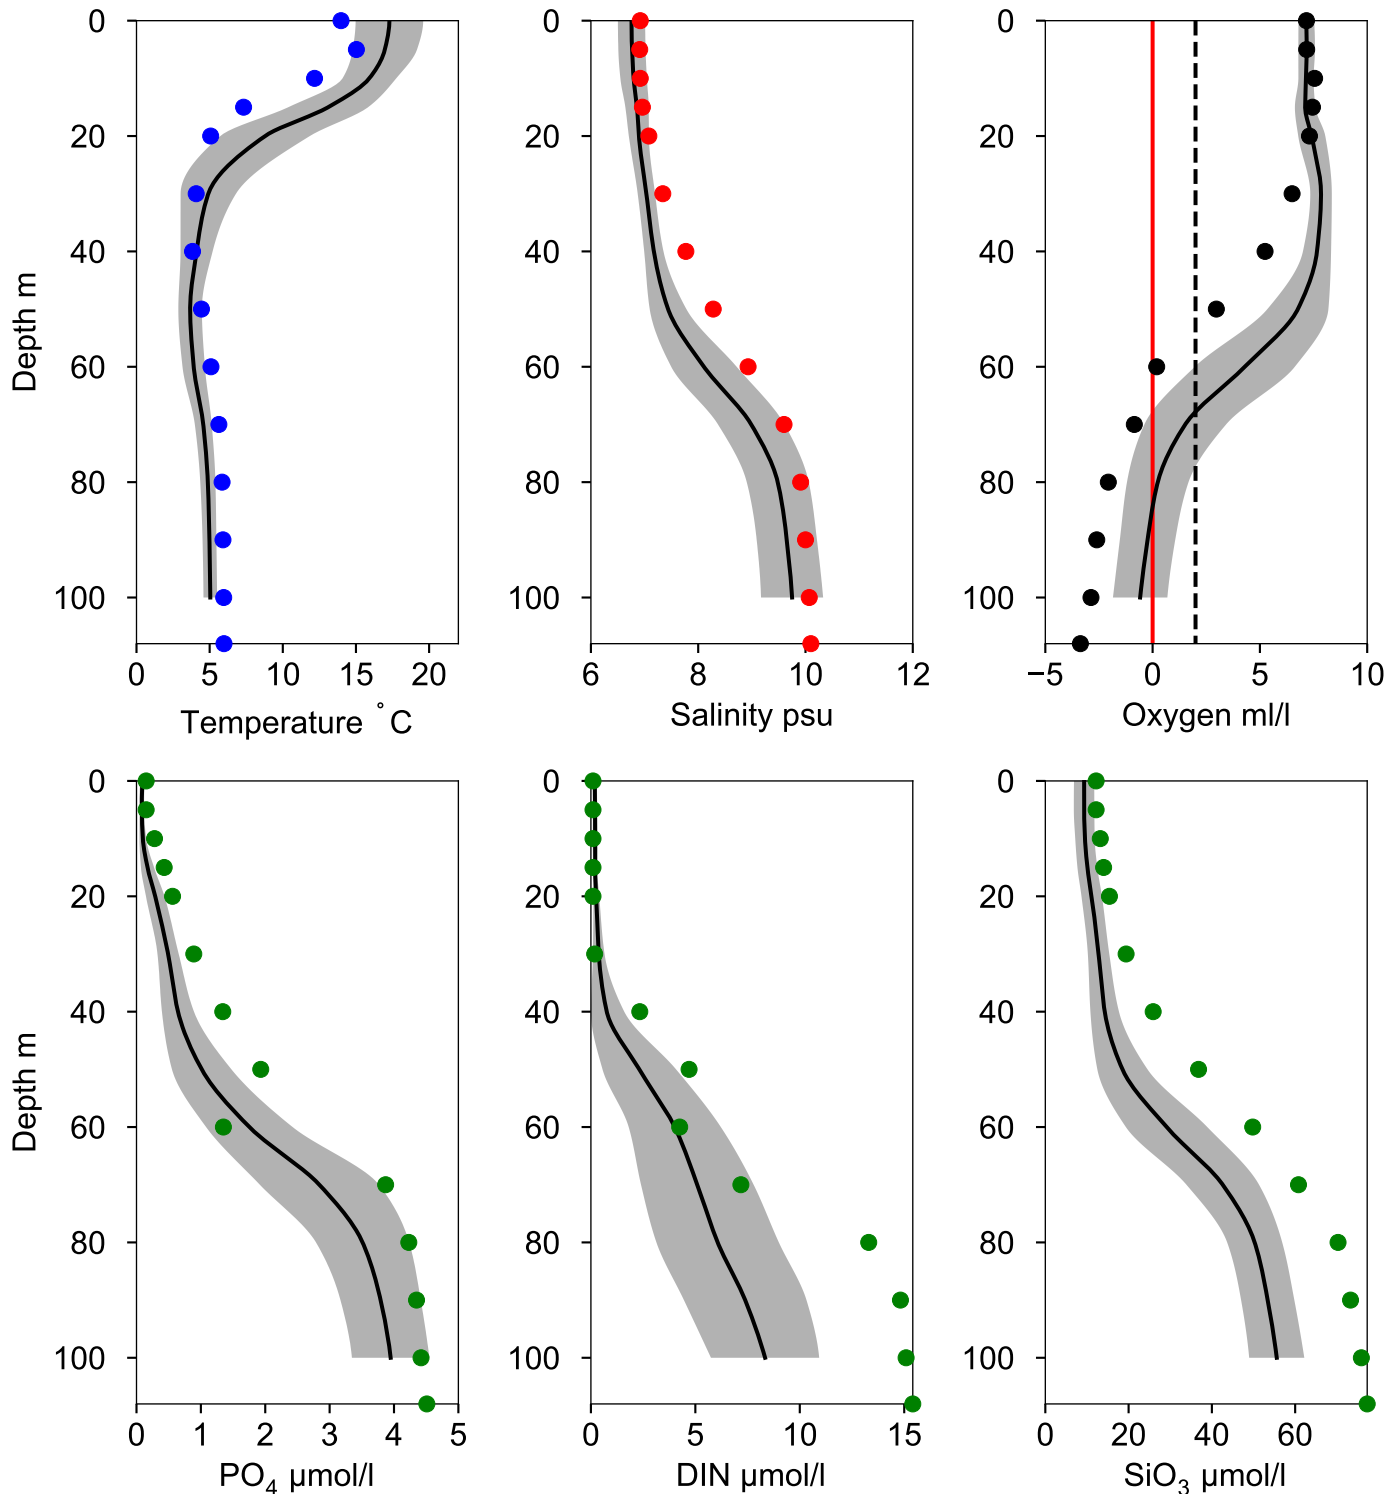 0
20
40
60
80
100
Depth m
0 5 10 15 20
Temperature °C
0
20
40
60
80
100
6 8 10 12
Salinity psu
0
20
40
60
80
100
−5 0 5 10
Oxygen ml/l
0
20
40
60
80
100
Depth m
0 1 2 3 4 5
PO₄ µmol/l
0
20
40
60
80
100
0 5 10 15
DIN µmol/l
0
20
40
60
80
100
0 20 40 60
SiO₃ µmol/l